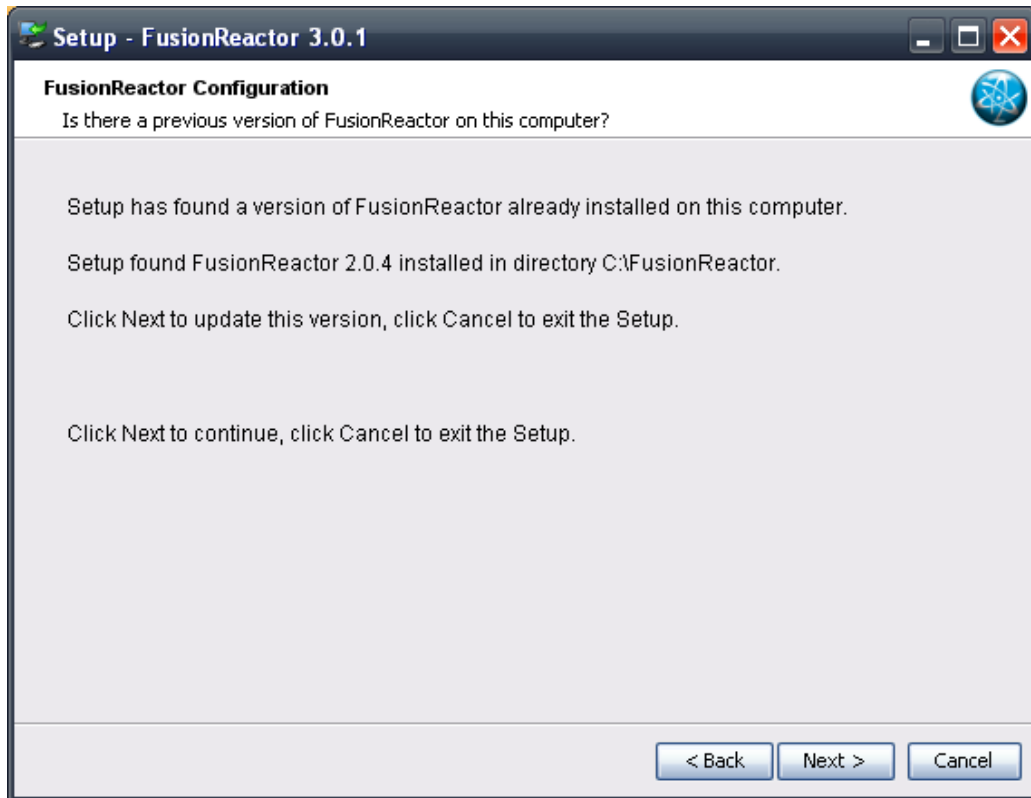 Setup - FusionReactor 3.0.1
FusionReactor Configuration
Is there a previous version of FusionReactor on this computer?
Setup has found a version of FusionReactor already installed on this computer.
Setup found FusionReactor 2.0.4 installed in directory C:\FusionReactor.
Click Next to update this version, click Cancel to exit the Setup.
Click Next to continue, click Cancel to exit the Setup.
< Back Next > Cancel